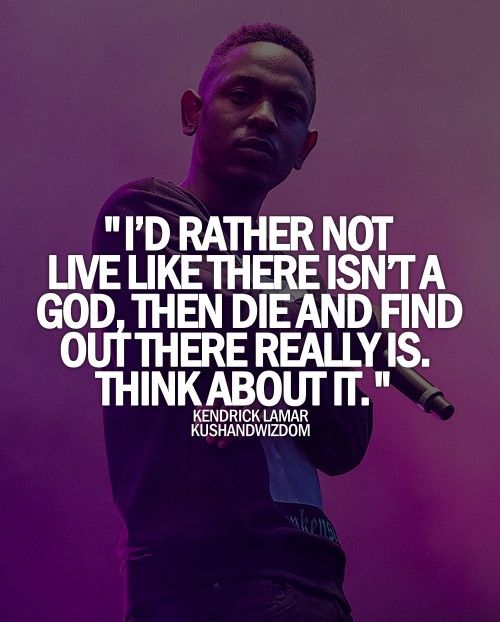 "I'D RATHER NOT
LIVE LIKE THERE ISN'T A
GOD, THEN DIE AND FIND
OUT THERE REALLY IS.
THINK ABOUT IT."
KENDRICK LAMAR
KUSHANDWIZDOM